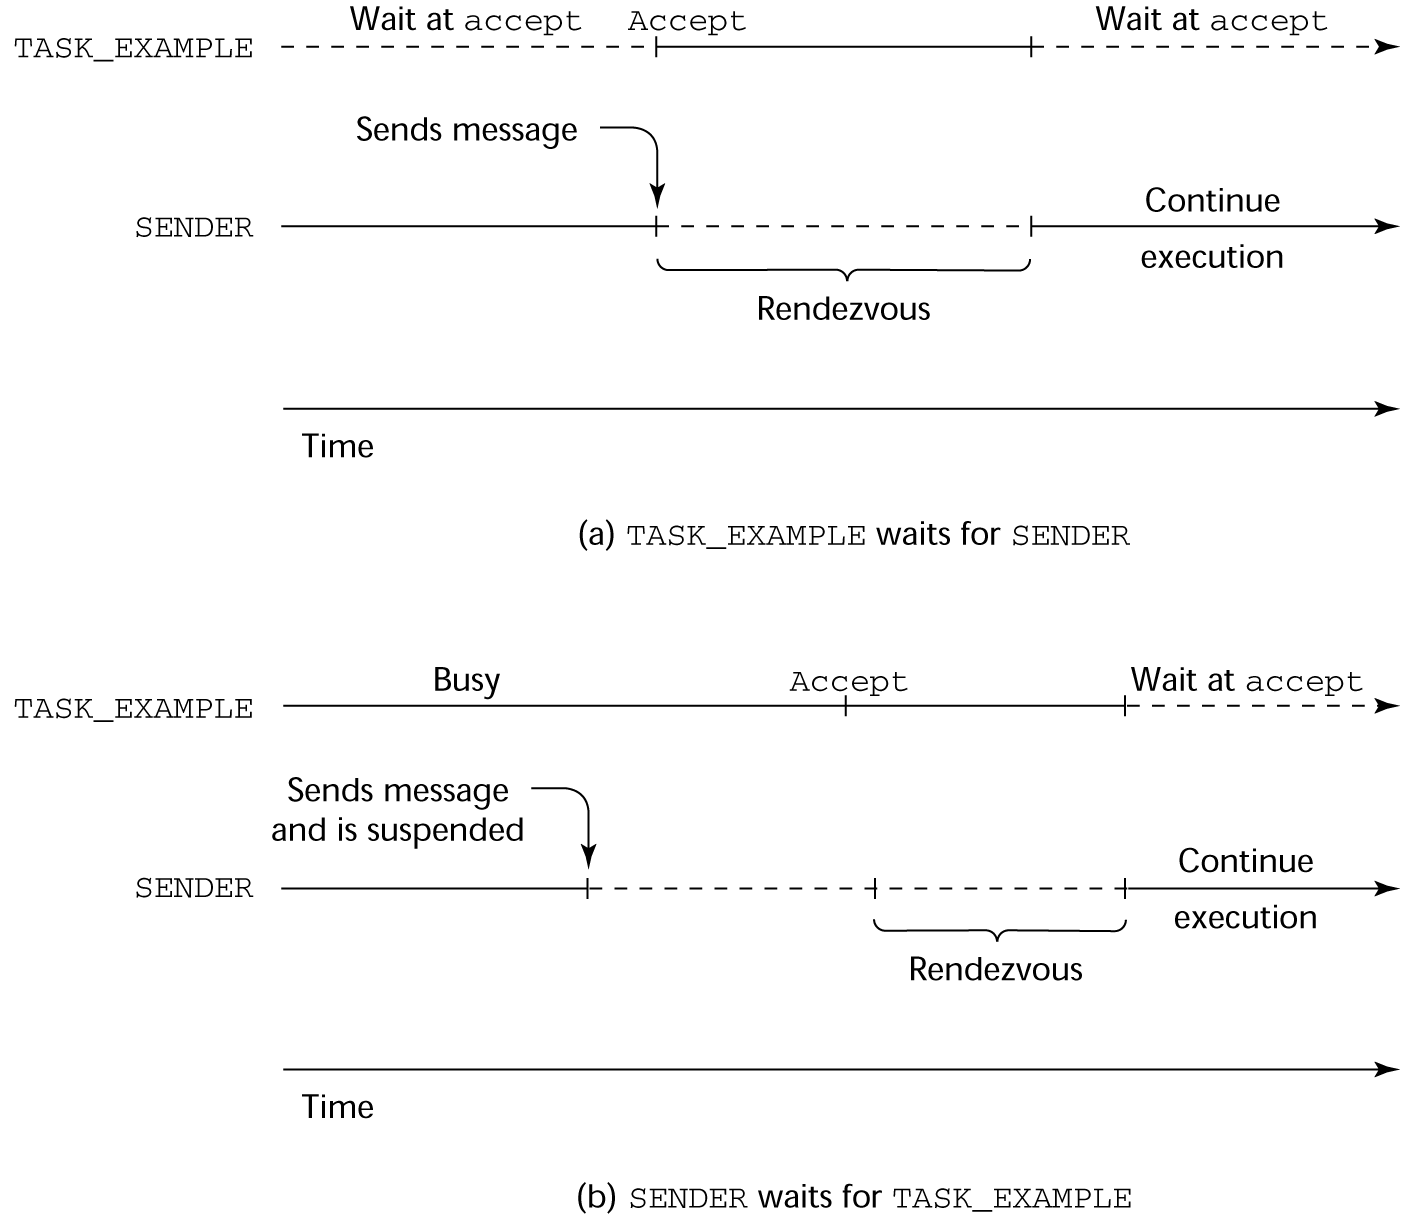 Wait at accept Accept Wait at accept
TASK_EXAMPLE
Sends message
SENDER
Continue
execution
Rendezvous
Time
(a) TASK_EXAMPLE waits for SENDER
Busy Accept Wait at accept
TASK_EXAMPLE
Sends message
and is suspended
SENDER
Continue
execution
Rendezvous
Time
(b) SENDER waits for TASK_EXAMPLE